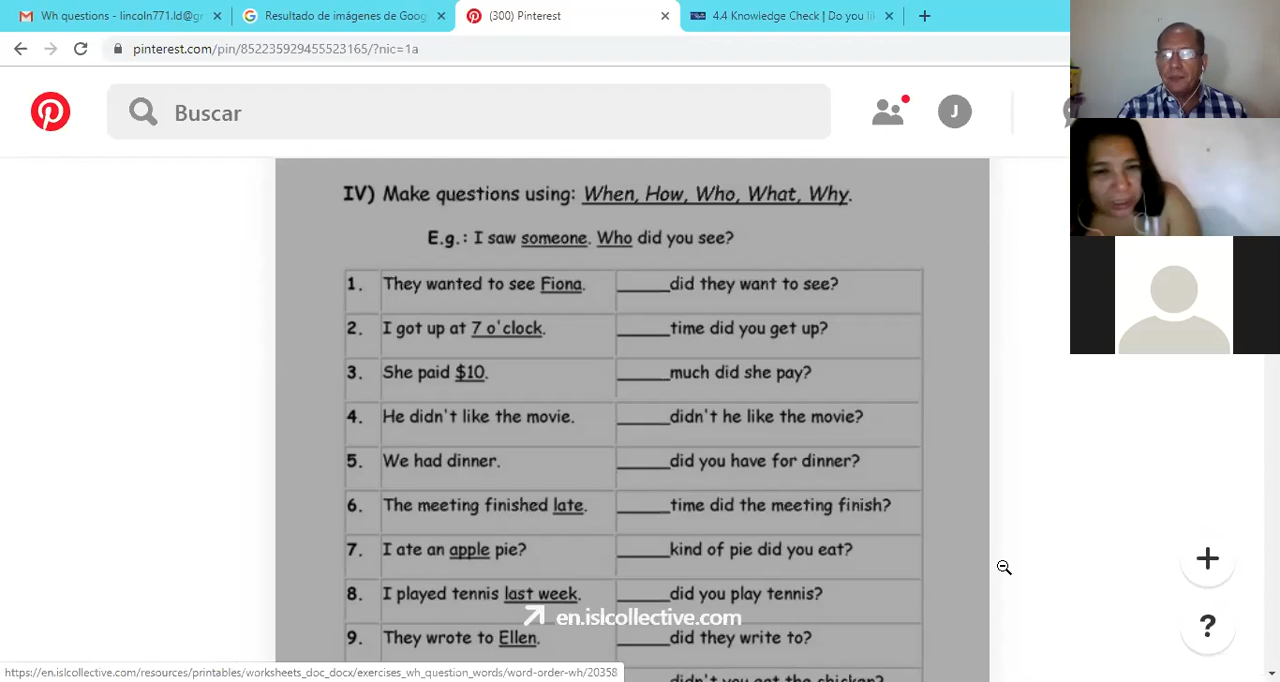 Wh questions - lincoln771.ld@gr
Resultado de imágenes de Goog
(300) Pinterest
4.4 Knowledge Check | Do you li
pinterest.com/pin/852235929455523165/?nic=1a
Buscar
J
IV) Make questions using: When, How, Who, What, Why.
E.g.: I saw someone. Who did you see?
1. They wanted to see Fiona. ______did they want to see?
2. I got up at 7 o'clock. ______time did you get up?
3. She paid $10. ______much did she pay?
4. He didn't like the movie. ______didn't he like the movie?
5. We had dinner. ______did you have for dinner?
6. The meeting finished late. ______time did the meeting finish?
7. I ate an apple pie? ______kind of pie did you eat?
8. I played tennis last week. ______did you play tennis?
en.islcollective.com
9. They wrote to Ellen. ______did they write to?
didn't you eat the chicken?
https://en.islcollective.com/resources/printables/worksheets_doc_docx/exercises_wh_question_words/word-order-wh/20358
?